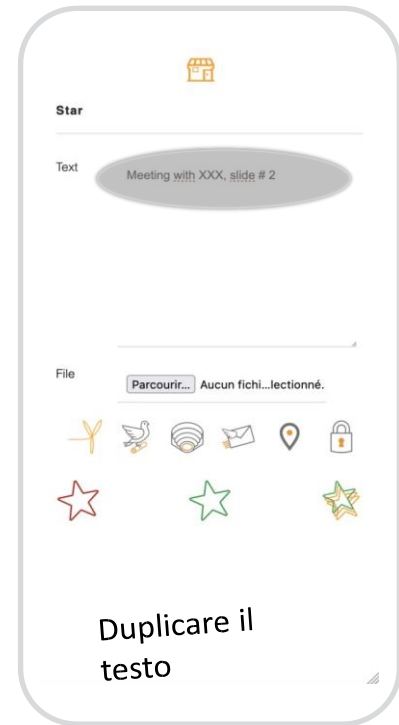 Star
Text
Meeting with XXX, slide # 2
File
Parcourir... Aucun fichi...lectionné.
Duplicare il
testo